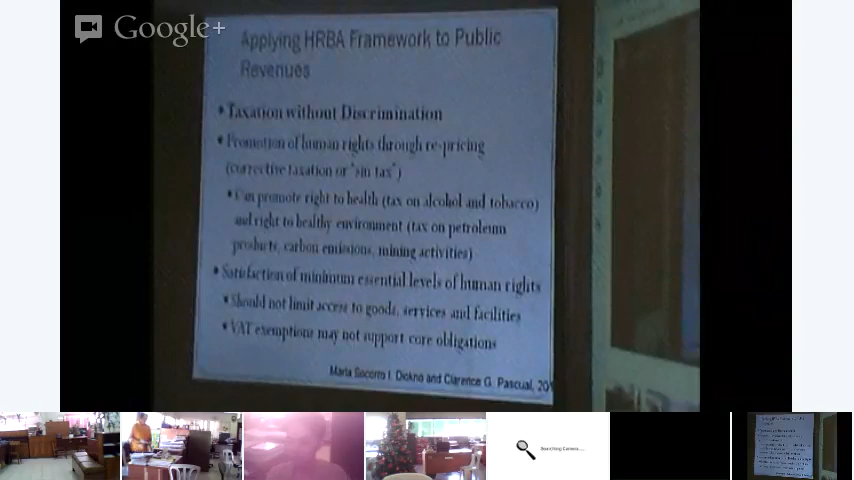 Google+
Applying HRBA Framework to Public
Revenues
• Taxation without Discrimination
• Promotion of human rights through re-pricing
(corrective taxation or "sin tax")
• Can promote right to health (tax on alcohol and tobacco)
and right to healthy environment (tax on petroleum
products, carbon emissions, mining activities)
• Satisfaction of minimum essential levels of human rights
• Should not limit access to goods, services and facilities
• VAT exemptions may not support core obligations
Maria Socorro I. Diokno and Clarence G. Pascual, 20
Searching Camera....